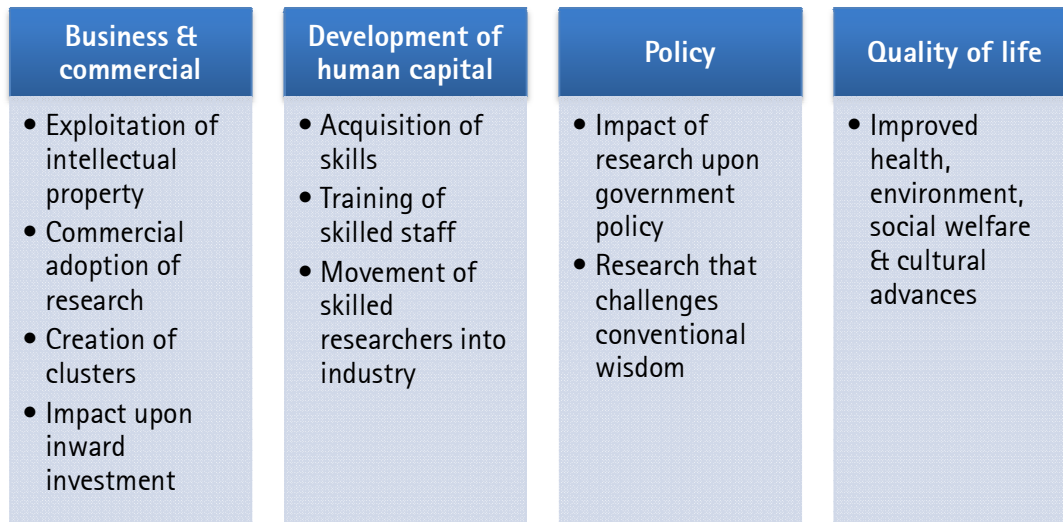 Business &
commercial
• Exploitation of
intellectual
property
• Commercial
adoption of
research
• Creation of
clusters
• Impact upon
inward
investment
Development of
human capital
• Acquisition of
skills
• Training of
skilled staff
• Movement of
skilled
researchers into
industry
Policy
• Impact of
research upon
government
policy
• Research that
challenges
conventional
wisdom
Quality of life
• Improved
health,
environment,
social welfare
& cultural
advances